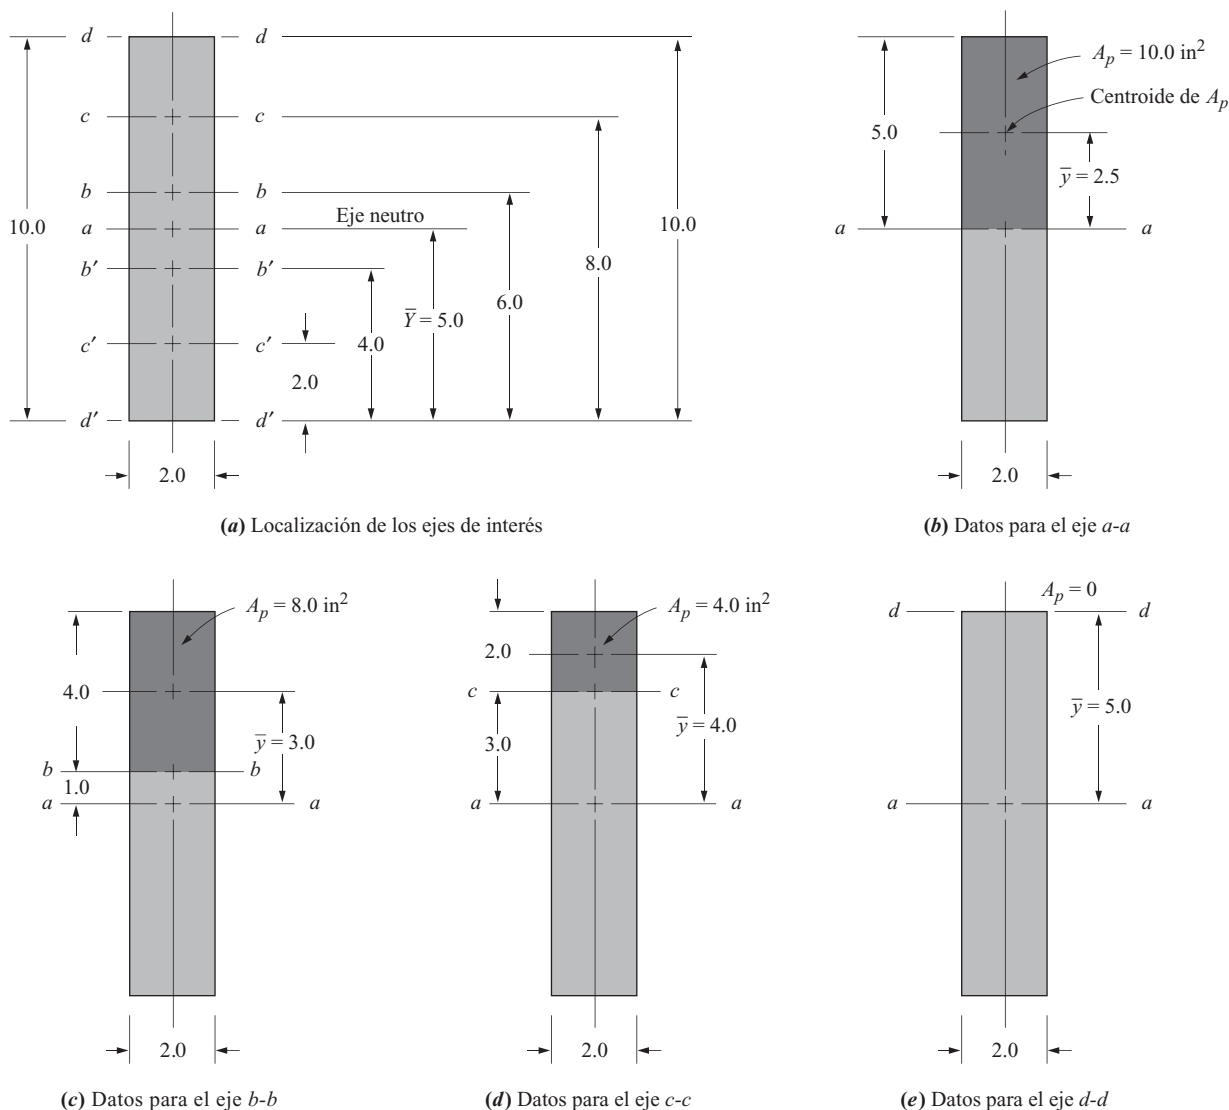 d d
c c
b b
Eje neutro
a a
10.0
b′ b′
c′ c′
d′ d′
2.0
4.0
Y̅ = 5.0
6.0
8.0
10.0
2.0
(a) Localización de los ejes de interés
A_p = 10.0 in²
Centroide de A_p
5.0
y̅ = 2.5
a a
2.0
(b) Datos para el eje a-a
A_p = 8.0 in²
4.0
y̅ = 3.0
b b
1.0
a a
2.0
(c) Datos para el eje b-b
A_p = 4.0 in²
2.0
c c
y̅ = 4.0
3.0
a a
2.0
(d) Datos para el eje c-c
A_p = 0
d d
y̅ = 5.0
a a
2.0
(e) Datos para el eje d-d